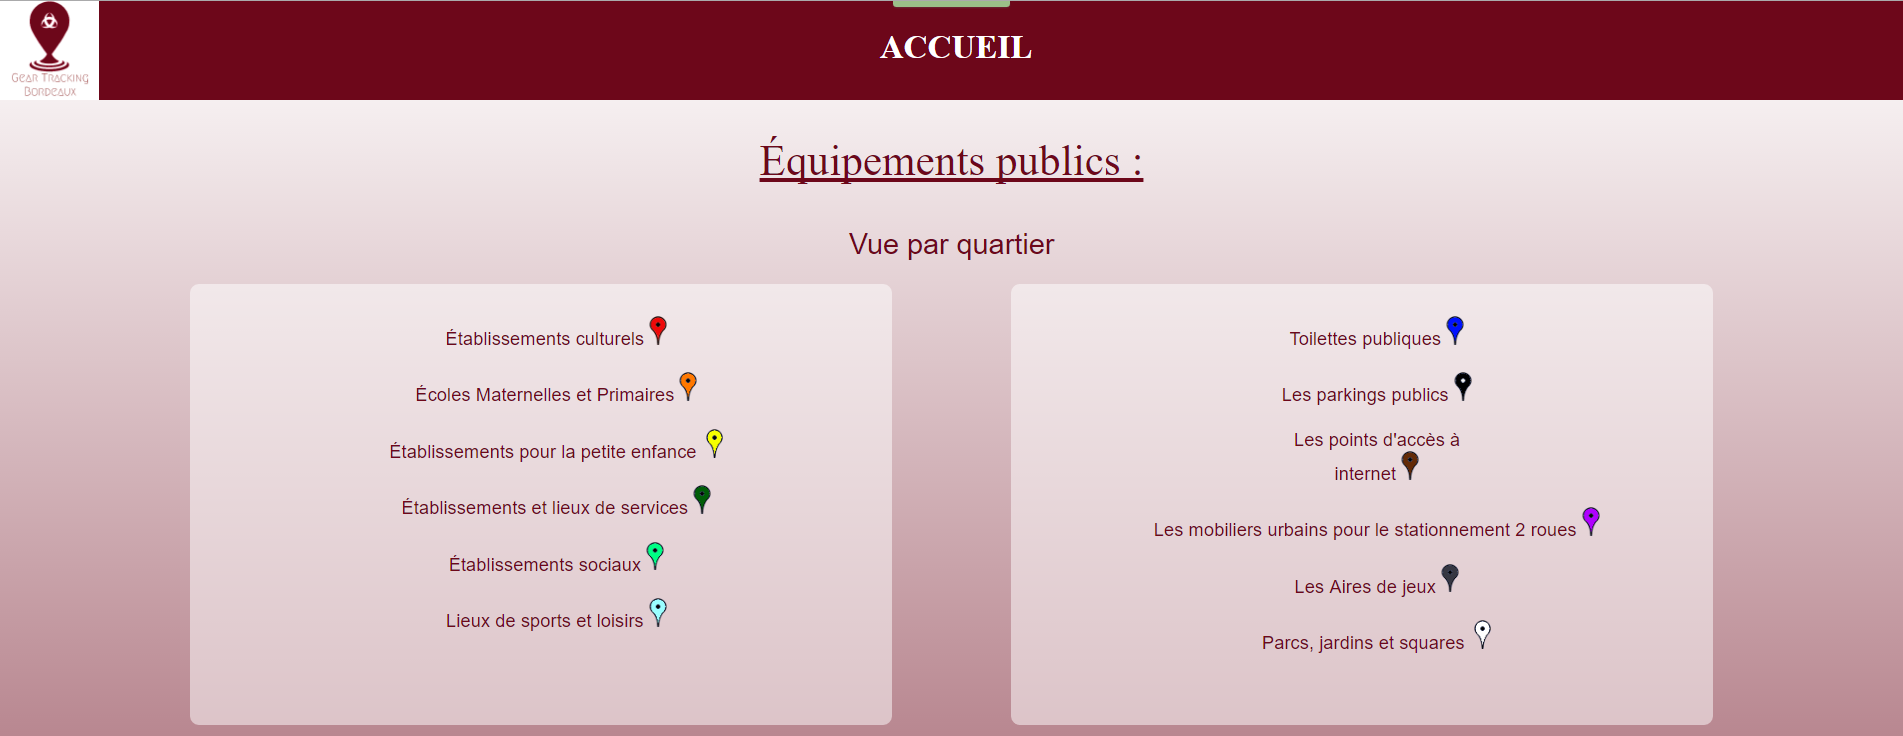 Gear Tracking
Bordeaux
ACCUEIL
Équipements publics :
Vue par quartier
Établissements culturels
Écoles Maternelles et Primaires
Établissements pour la petite enfance
Établissements et lieux de services
Établissements sociaux
Lieux de sports et loisirs
Toilettes publiques
Les parkings publics
Les points d'accès à
internet
Les mobiliers urbains pour le stationnement 2 roues
Les Aires de jeux
Parcs, jardins et squares